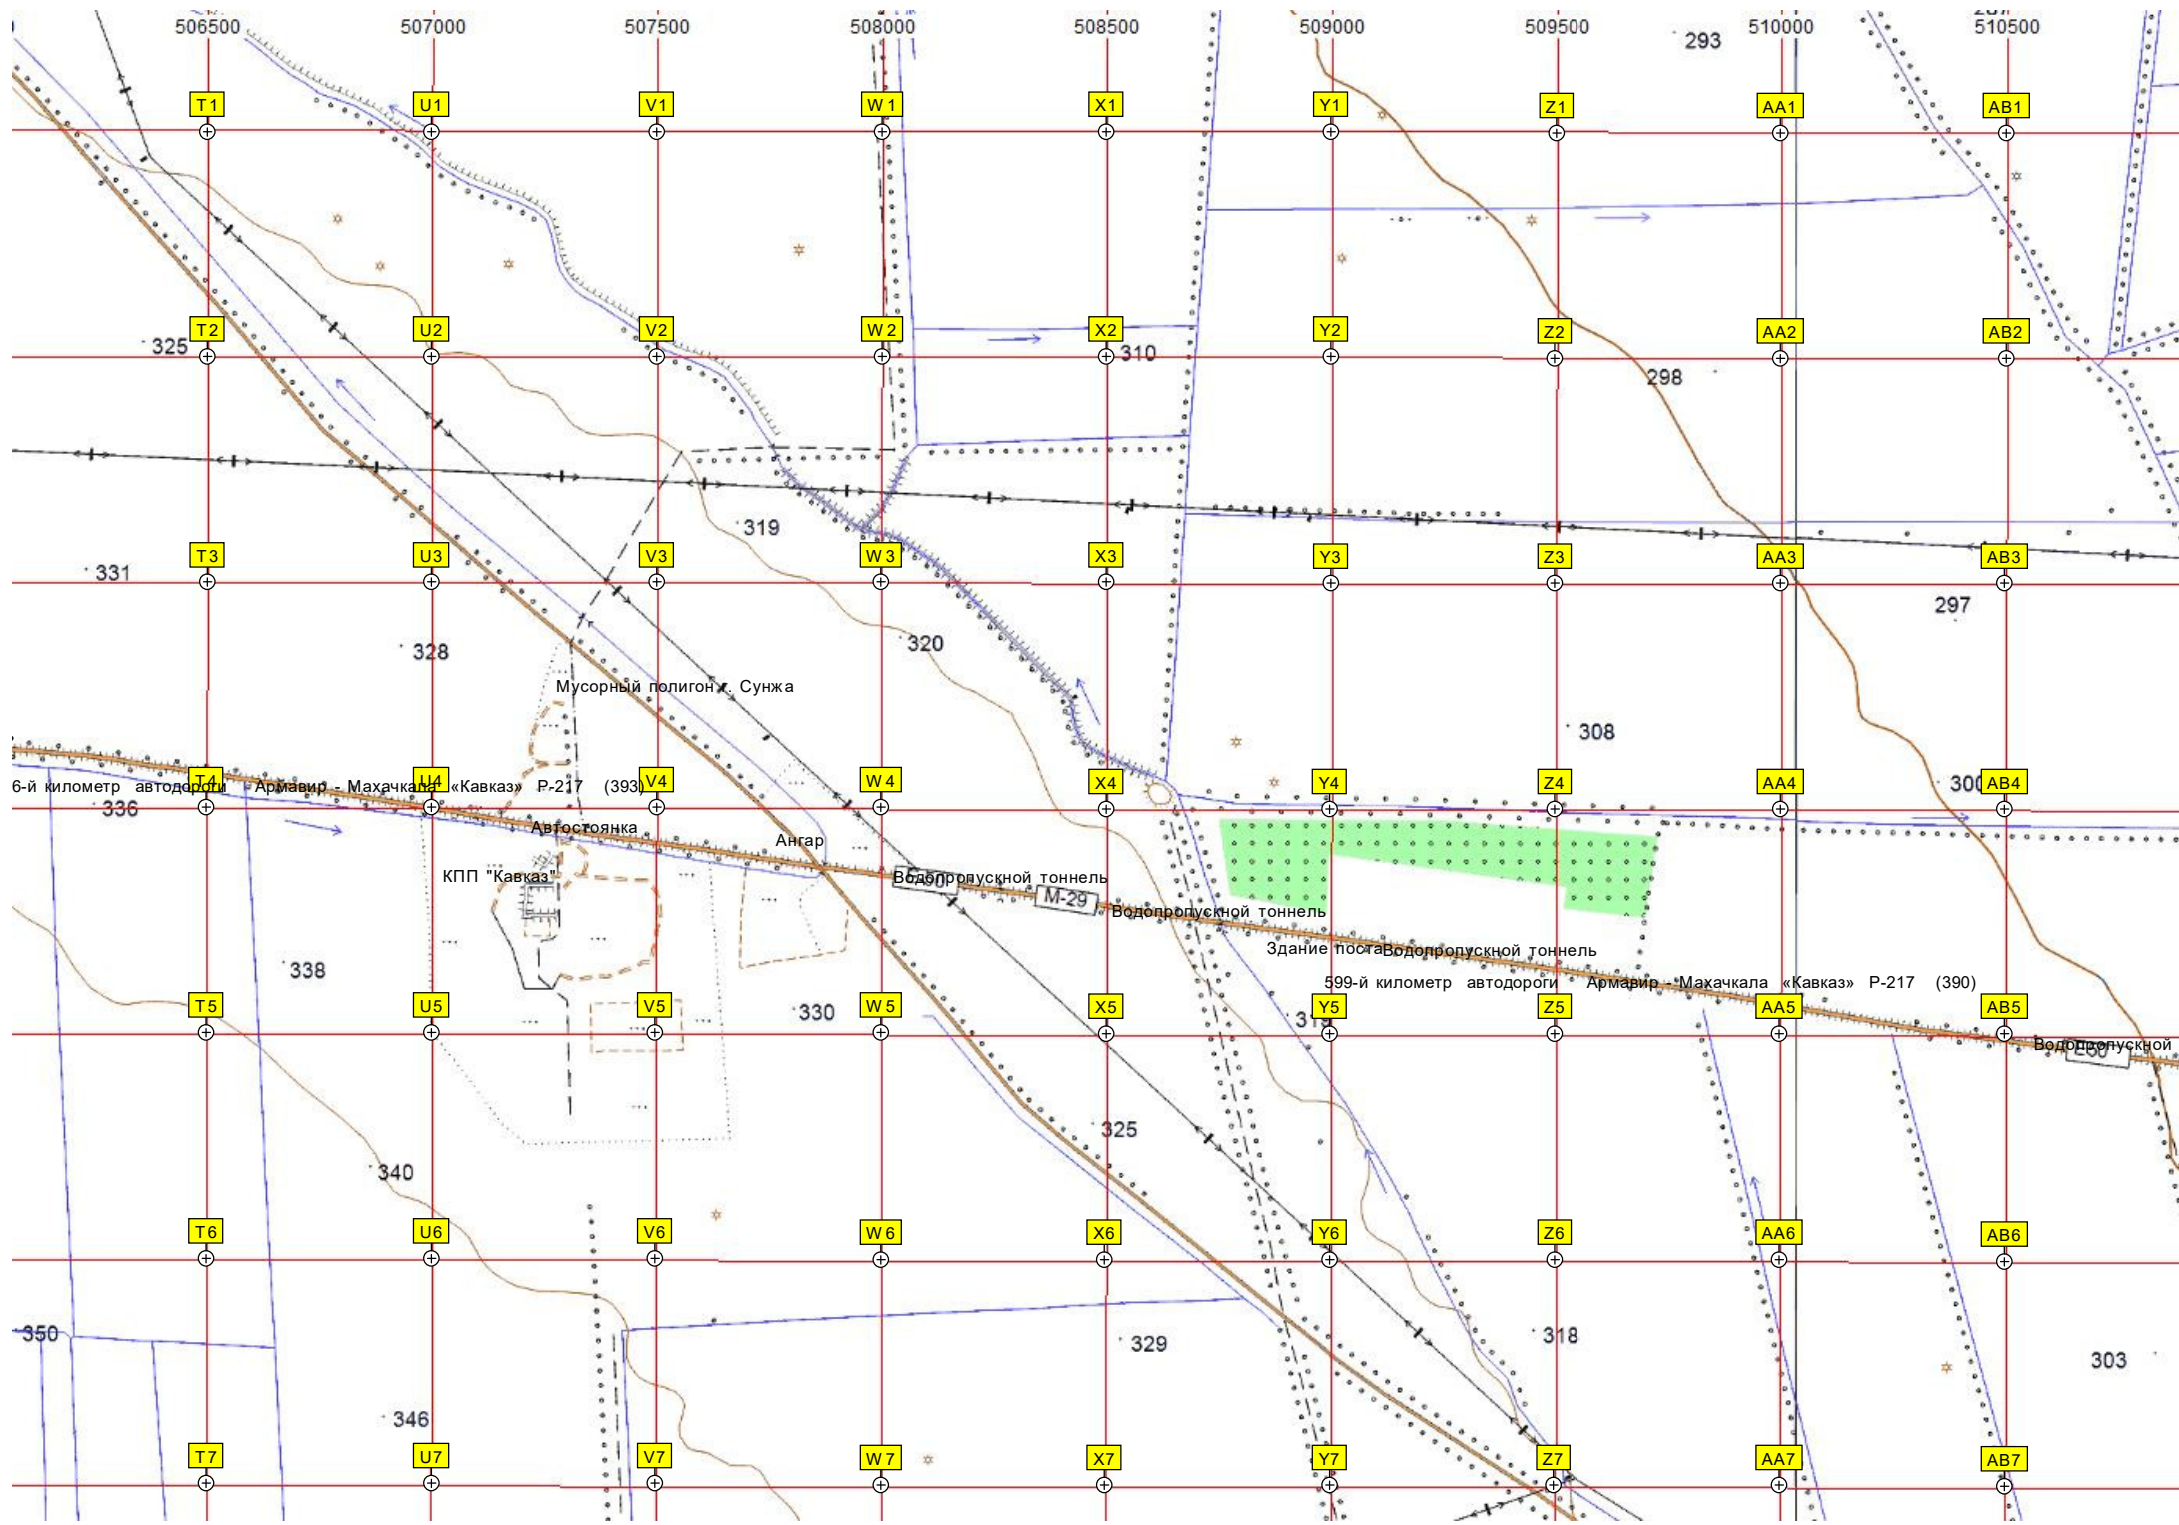 506500 507000 507500 508000 508500 509000 509500 510000 510500
293
T1 U1 V1 W1 X1 Y1 Z1 AA1 AB1
T2 U2 V2 W2 X2 Y2 Z2 AA2 AB2
325 310
298
319
T3 U3 V3 W3 X3 Y3 Z3 AA3 AB3
331
297
328 320
Мусорный полигон г. Сунжа
308
T4 U4 V4 W4 X4 Y4 Z4 AA4 AB4
6-й километр автодороги Армавир - Махачкала «Кавказ» Р-217 (393) 300
336
Автостоянка
Ангар
КПП "Кавказ" Водопропускной тоннель
М-29
Водопропускной тоннель
Здание поста Водопропускной тоннель
338
599-й километр автодороги Армавир - Махачкала «Кавказ» Р-217 (390)
T5 U5 V5 W5 X5 Y5 Z5 AA5 AB5
330 319
Водопропускной
E50
325
340
T6 U6 V6 W6 X6 Y6 Z6 AA6 AB6
350 329 318
303
346
T7 U7 V7 W7 X7 Y7 Z7 AA7 AB7